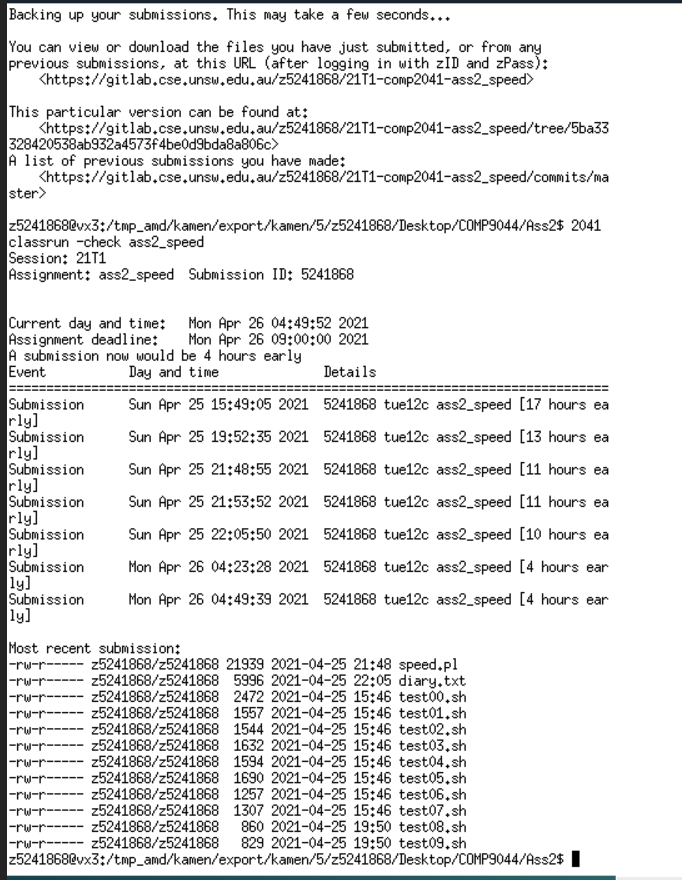 Backing up your submissions. This may take a few seconds...
You can view or download the files you have just submitted, or from any
previous submissions, at this URL (after logging in with zID and zPass):
<https://gitlab.cse.unsw.edu.au/z5241868/21T1-comp2041-ass2_speed>
This particular version can be found at:
<https://gitlab.cse.unsw.edu.au/z5241868/21T1-comp2041-ass2_speed/tree/5ba33
328420538ab932a4573f4be0d9bda8a806c>
A list of previous submissions you have made:
<https://gitlab.cse.unsw.edu.au/z5241868/21T1-comp2041-ass2_speed/commits/ma
ster>
z5241868@vx3:/tmp_amd/kamen/export/kamen/5/z5241868/Desktop/COMP9044/Ass2$ 2041
classrun -check ass2_speed
Session: 21T1
Assignment: ass2_speed  Submission ID: 5241868
Current day and time:   Mon Apr 26 04:49:52 2021
Assignment deadline:    Mon Apr 26 09:00:00 2021
A submission now would be 4 hours early
Event           Day and time              Details
================================================================================
Submission      Sun Apr 25 15:49:05 2021  5241868 tue12c ass2_speed [17 hours ea
rly]
Submission      Sun Apr 25 19:52:35 2021  5241868 tue12c ass2_speed [13 hours ea
rly]
Submission      Sun Apr 25 21:48:55 2021  5241868 tue12c ass2_speed [11 hours ea
rly]
Submission      Sun Apr 25 21:53:52 2021  5241868 tue12c ass2_speed [11 hours ea
rly]
Submission      Sun Apr 25 22:05:50 2021  5241868 tue12c ass2_speed [10 hours ea
rly]
Submission      Mon Apr 26 04:23:28 2021  5241868 tue12c ass2_speed [4 hours ear
ly]
Submission      Mon Apr 26 04:49:39 2021  5241868 tue12c ass2_speed [4 hours ear
ly]
Most recent submission:
-rw-r----- z5241868/z5241868 21939 2021-04-25 21:48 speed.pl
-rw-r----- z5241868/z5241868  5996 2021-04-25 22:05 diary.txt
-rw-r----- z5241868/z5241868  2472 2021-04-25 15:46 test00.sh
-rw-r----- z5241868/z5241868  1557 2021-04-25 15:46 test01.sh
-rw-r----- z5241868/z5241868  1544 2021-04-25 15:46 test02.sh
-rw-r----- z5241868/z5241868  1632 2021-04-25 15:46 test03.sh
-rw-r----- z5241868/z5241868  1594 2021-04-25 15:46 test04.sh
-rw-r----- z5241868/z5241868  1690 2021-04-25 15:46 test05.sh
-rw-r----- z5241868/z5241868  1257 2021-04-25 15:46 test06.sh
-rw-r----- z5241868/z5241868  1307 2021-04-25 15:46 test07.sh
-rw-r----- z5241868/z5241868   860 2021-04-25 19:50 test08.sh
-rw-r----- z5241868/z5241868   829 2021-04-25 19:50 test09.sh
z5241868@vx3:/tmp_amd/kamen/export/kamen/5/z5241868/Desktop/COMP9044/Ass2$